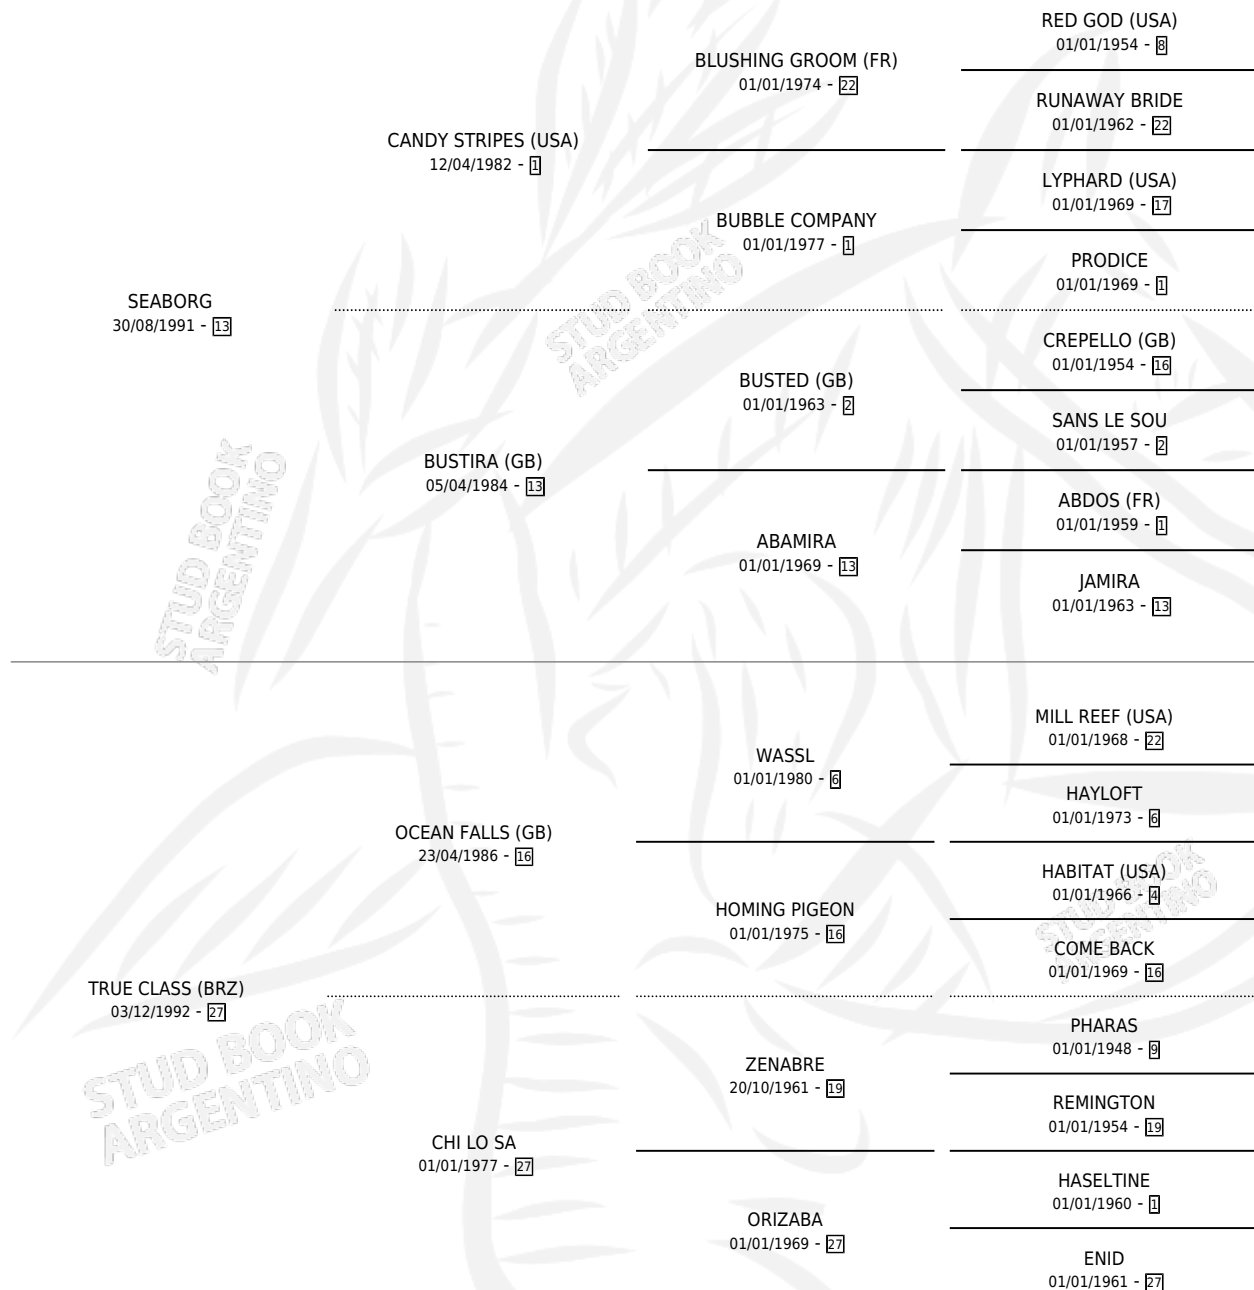 RED GOD (USA)
01/01/1954 - 8
BLUSHING GROOM (FR)
01/01/1974 - 22
RUNAWAY BRIDE
01/01/1962 - 22
CANDY STRIPES (USA)
12/04/1982 - 1
LYPHARD (USA)
01/01/1969 - 17
BUBBLE COMPANY
01/01/1977 - 1
PRODICE
01/01/1969 - 1
SEABORG
30/08/1991 - 13
STUD BOOK
ARGENTINO
CREPELLO (GB)
01/01/1954 - 16
BUSTED (GB)
01/01/1963 - 2
SANS LE SOU
01/01/1957 - 2
BUSTIRA (GB)
05/04/1984 - 13
ABDOS (FR)
01/01/1959 - 1
ABAMIRA
01/01/1969 - 13
JAMIRA
01/01/1963 - 13
STUD BOOK
ARGENTINO
MILL REEF (USA)
01/01/1968 - 22
WASSL
01/01/1980 - 6
HAYLOFT
01/01/1973 - 6
OCEAN FALLS (GB)
23/04/1986 - 16
HABITAT (USA)
01/01/1966 - 4
HOMING PIGEON
01/01/1975 - 16
STUD BOOK
ARGENTINO
COME BACK
01/01/1969 - 16
TRUE CLASS (BRZ)
03/12/1992 - 27
STUD BOOK
ARGENTINO
PHARAS
01/01/1948 - 9
ZENABRE
20/10/1961 - 19
REMINGTON
01/01/1954 - 19
CHI LO SA
01/01/1977 - 27
HASELTINE
01/01/1960 - 1
ORIZABA
01/01/1969 - 27
ENID
01/01/1961 - 27